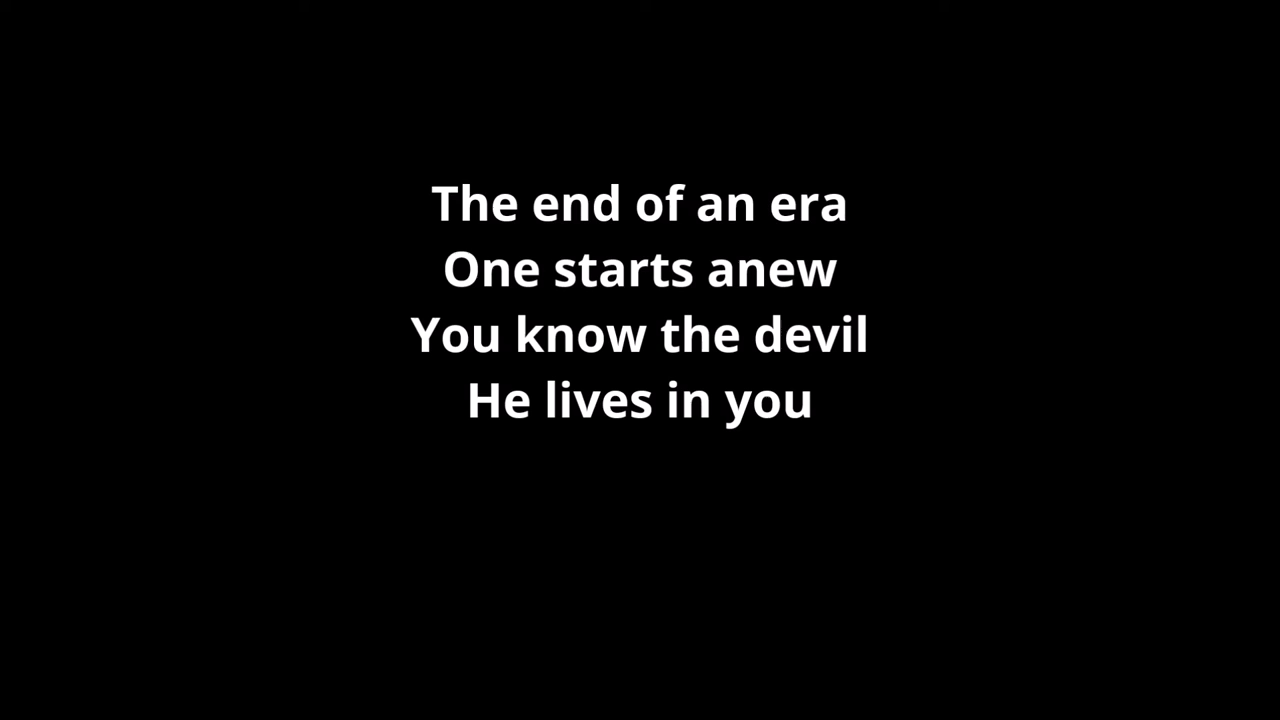 The end of an era
One starts anew
You know the devil
He lives in you